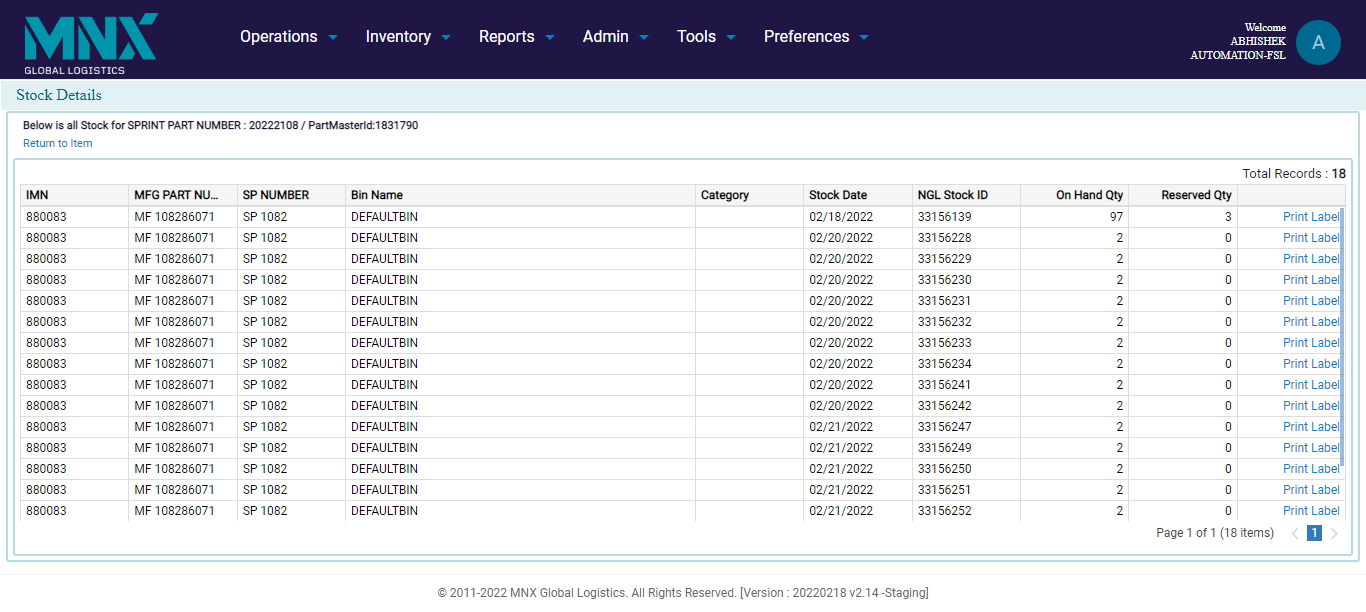 MNX
GLOBAL LOGISTICS
Operations Inventory Reports Admin Tools Preferences
Welcome
ABHISHEK
AUTOMATION-FSL
A
Stock Details
Below is all Stock for SPRINT PART NUMBER : 20222108 / PartMasterId:1831790
Return to Item
Total Records : 18
IMN MFG PART NU... SP NUMBER Bin Name Category Stock Date NGL Stock ID On Hand Qty Reserved Qty
880083 MF 108286071 SP 1082 DEFAULTBIN 02/18/2022 33156139 97 3 Print Label
880083 MF 108286071 SP 1082 DEFAULTBIN 02/20/2022 33156228 2 0 Print Label
880083 MF 108286071 SP 1082 DEFAULTBIN 02/20/2022 33156229 2 0 Print Label
880083 MF 108286071 SP 1082 DEFAULTBIN 02/20/2022 33156230 2 0 Print Label
880083 MF 108286071 SP 1082 DEFAULTBIN 02/20/2022 33156231 2 0 Print Label
880083 MF 108286071 SP 1082 DEFAULTBIN 02/20/2022 33156232 2 0 Print Label
880083 MF 108286071 SP 1082 DEFAULTBIN 02/20/2022 33156233 2 0 Print Label
880083 MF 108286071 SP 1082 DEFAULTBIN 02/20/2022 33156234 2 0 Print Label
880083 MF 108286071 SP 1082 DEFAULTBIN 02/20/2022 33156241 2 0 Print Label
880083 MF 108286071 SP 1082 DEFAULTBIN 02/20/2022 33156242 2 0 Print Label
880083 MF 108286071 SP 1082 DEFAULTBIN 02/21/2022 33156247 2 0 Print Label
880083 MF 108286071 SP 1082 DEFAULTBIN 02/21/2022 33156249 2 0 Print Label
880083 MF 108286071 SP 1082 DEFAULTBIN 02/21/2022 33156250 2 0 Print Label
880083 MF 108286071 SP 1082 DEFAULTBIN 02/21/2022 33156251 2 0 Print Label
880083 MF 108286071 SP 1082 DEFAULTBIN 02/21/2022 33156252 2 0 Print Label
Page 1 of 1 (18 items) 1
© 2011-2022 MNX Global Logistics. All Rights Reserved. [Version : 20220218 v2.14 -Staging]